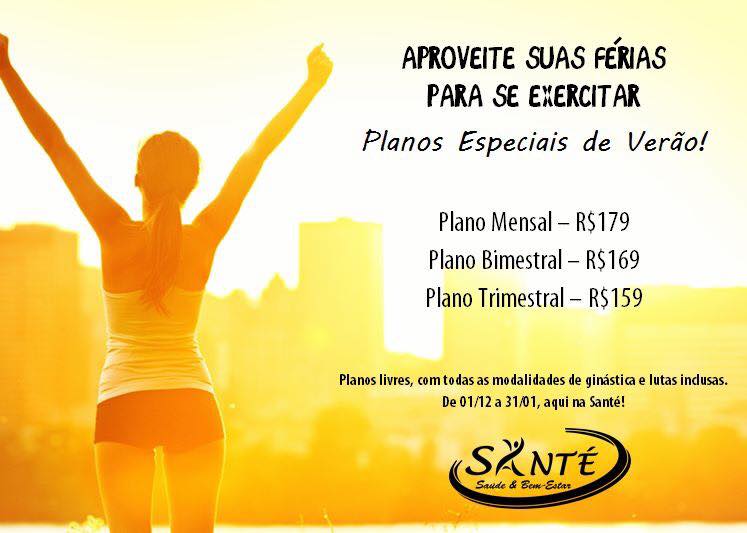 APROVEITE SUAS FÉRIAS
PARA SE EXERCITAR
Planos Especiais de Verão!
Plano Mensal – R$179
Plano Bimestral – R$169
Plano Trimestral – R$159
Planos livres, com todas as modalidades de ginástica e lutas inclusas.
De 01/12 a 31/01, aqui na Santé!
SANTÉ
Saúde & Bem-Estar